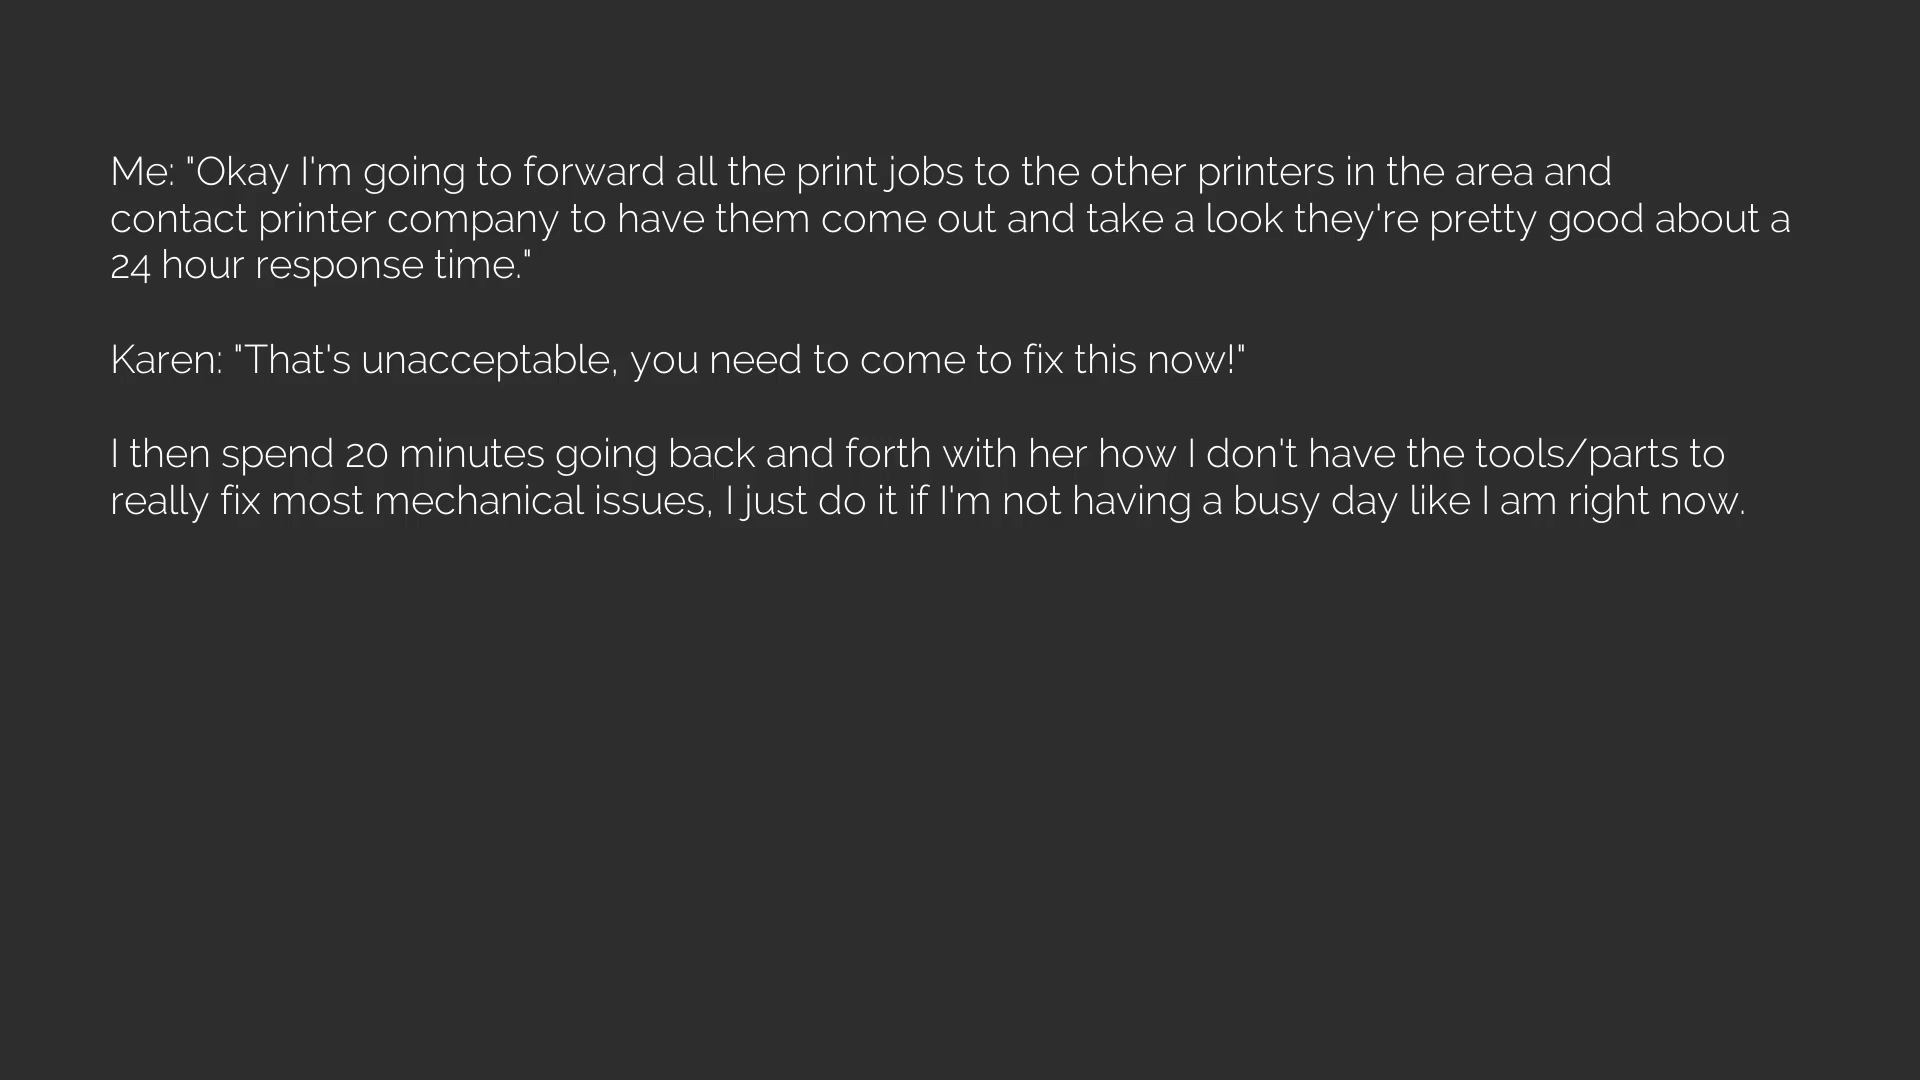 Me: "Okay I'm going to forward all the print jobs to the other printers in the area and
contact printer company to have them come out and take a look they're pretty good about a
24 hour response time."
Karen: "That's unacceptable, you need to come to fix this now!"
I then spend 20 minutes going back and forth with her how I don't have the tools/parts to
really fix most mechanical issues, I just do it if I'm not having a busy day like I am right now.